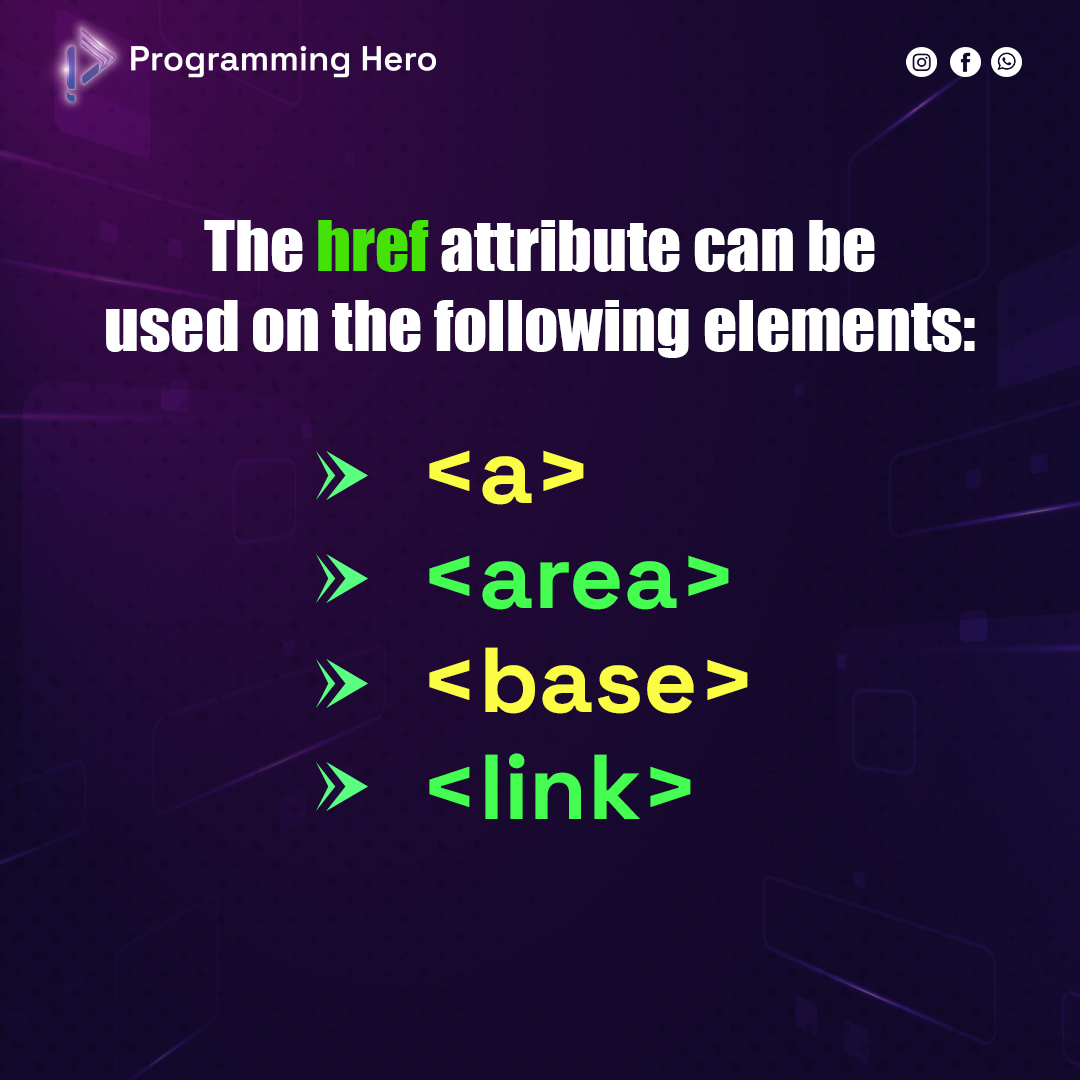 Programming Hero
The href attribute can be
used on the following elements:
<a>
<area>
<base>
<link>